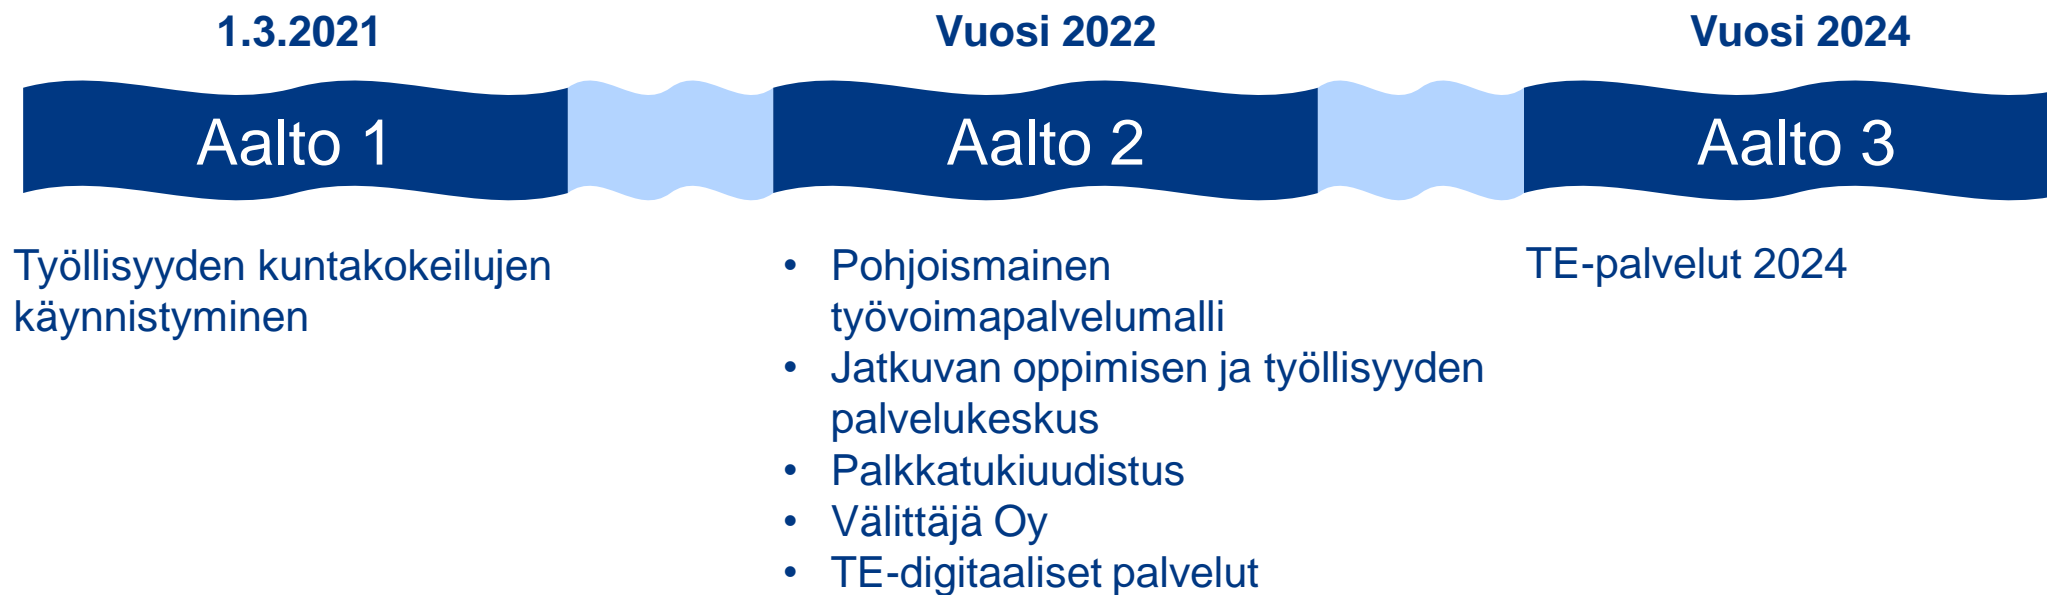 1.3.2021
Vuosi 2022
Vuosi 2024
Aalto 1
Aalto 2
Aalto 3
Työllisyyden kuntakokeilujen
käynnistyminen
• Pohjoismainen
työvoimapalvelumalli
• Jatkuvan oppimisen ja työllisyyden
palvelukeskus
• Palkkatukiuudistus
• Välittäjä Oy
• TE-digitaaliset palvelut
TE-palvelut 2024